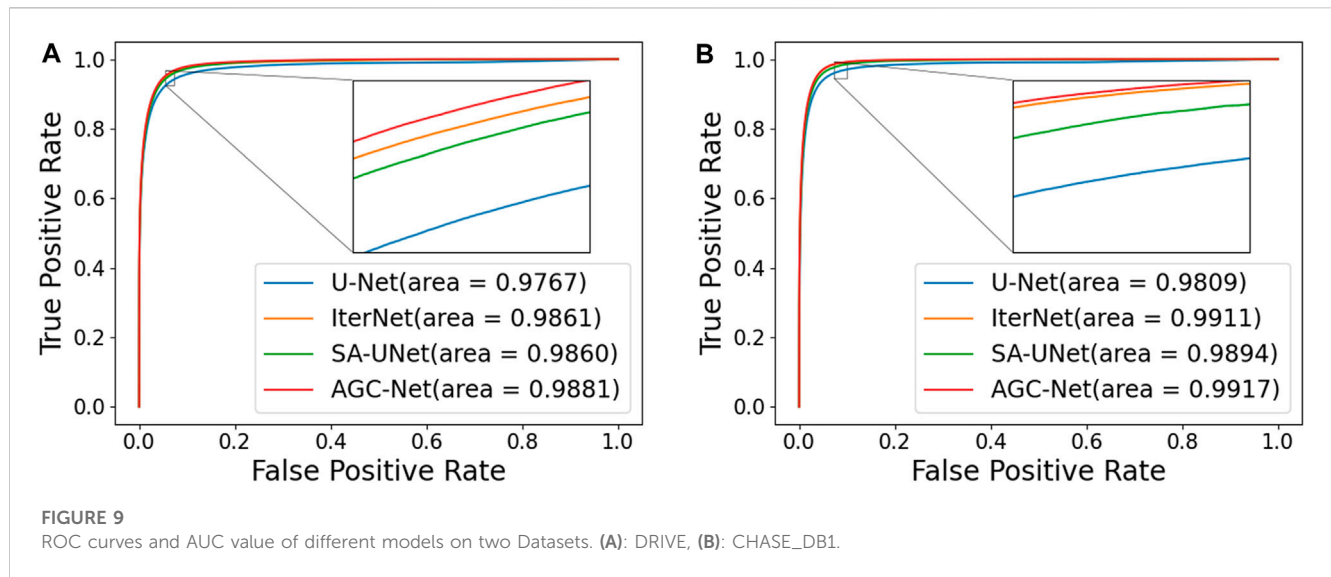 A
True Positive Rate
1.0
0.8
0.6
0.4
0.2
0.0
U-Net(area = 0.9767)
IterNet(area = 0.9861)
SA-UNet(area = 0.9860)
AGC-Net(area = 0.9881)
0.0 0.2 0.4 0.6 0.8 1.0
False Positive Rate
B
True Positive Rate
1.0
0.8
0.6
0.4
0.2
0.0
U-Net(area = 0.9809)
IterNet(area = 0.9911)
SA-UNet(area = 0.9894)
AGC-Net(area = 0.9917)
0.0 0.2 0.4 0.6 0.8 1.0
False Positive Rate
FIGURE 9
ROC curves and AUC value of different models on two Datasets. (A): DRIVE, (B): CHASE_DB1.